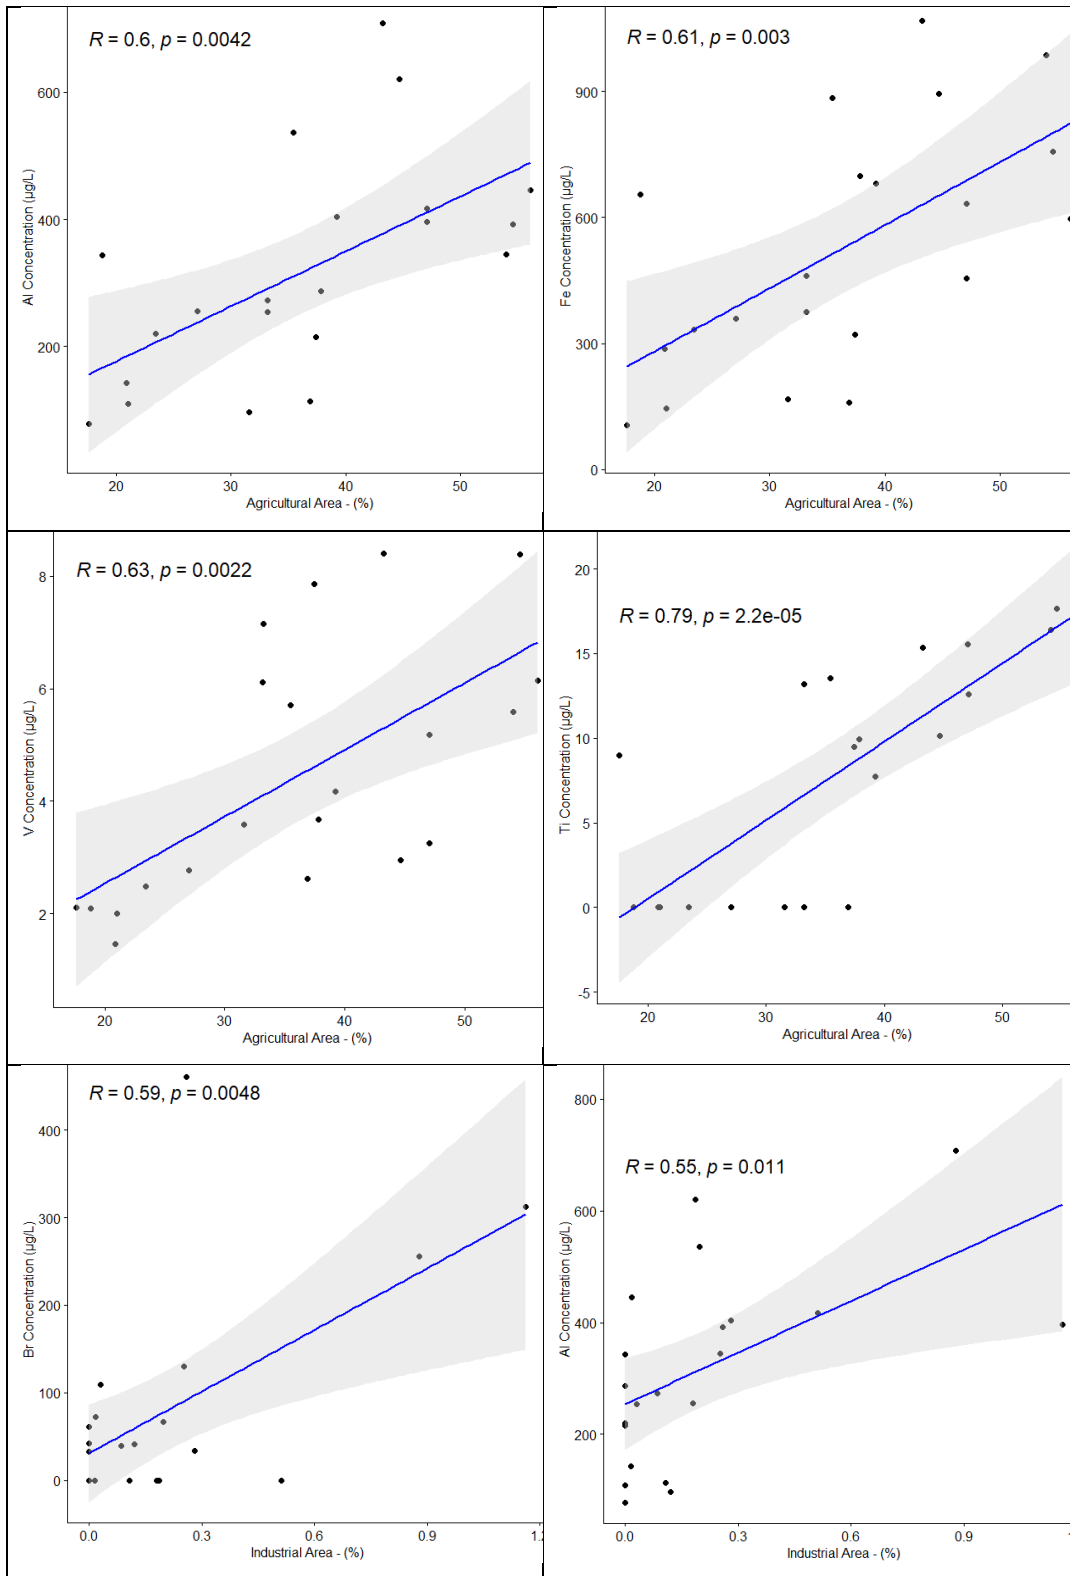 R = 0.6, p = 0.0042
600
400
200
Al Concentration (µg/L)
20 30 40 50
Agricultural Area - (%)
R = 0.61, p = 0.003
900
600
300
0
Fe Concentration (µg/L)
20 30 40 50
Agricultural Area - (%)
R = 0.63, p = 0.0022
8
6
4
2
V Concentration (µg/L)
20 30 40 50
Agricultural Area - (%)
20
R = 0.79, p = 2.2e-05
15
10
5
0
-5
Ti Concentration (µg/L)
20 30 40 50
Agricultural Area - (%)
R = 0.59, p = 0.0048
400
300
200
100
0
Br Concentration (µg/L)
0.0 0.3 0.6 0.9
Industrial Area - (%)
800
R = 0.55, p = 0.011
600
400
200
Al Concentration (µg/L)
0.0 0.3 0.6 0.9
Industrial Area - (%)